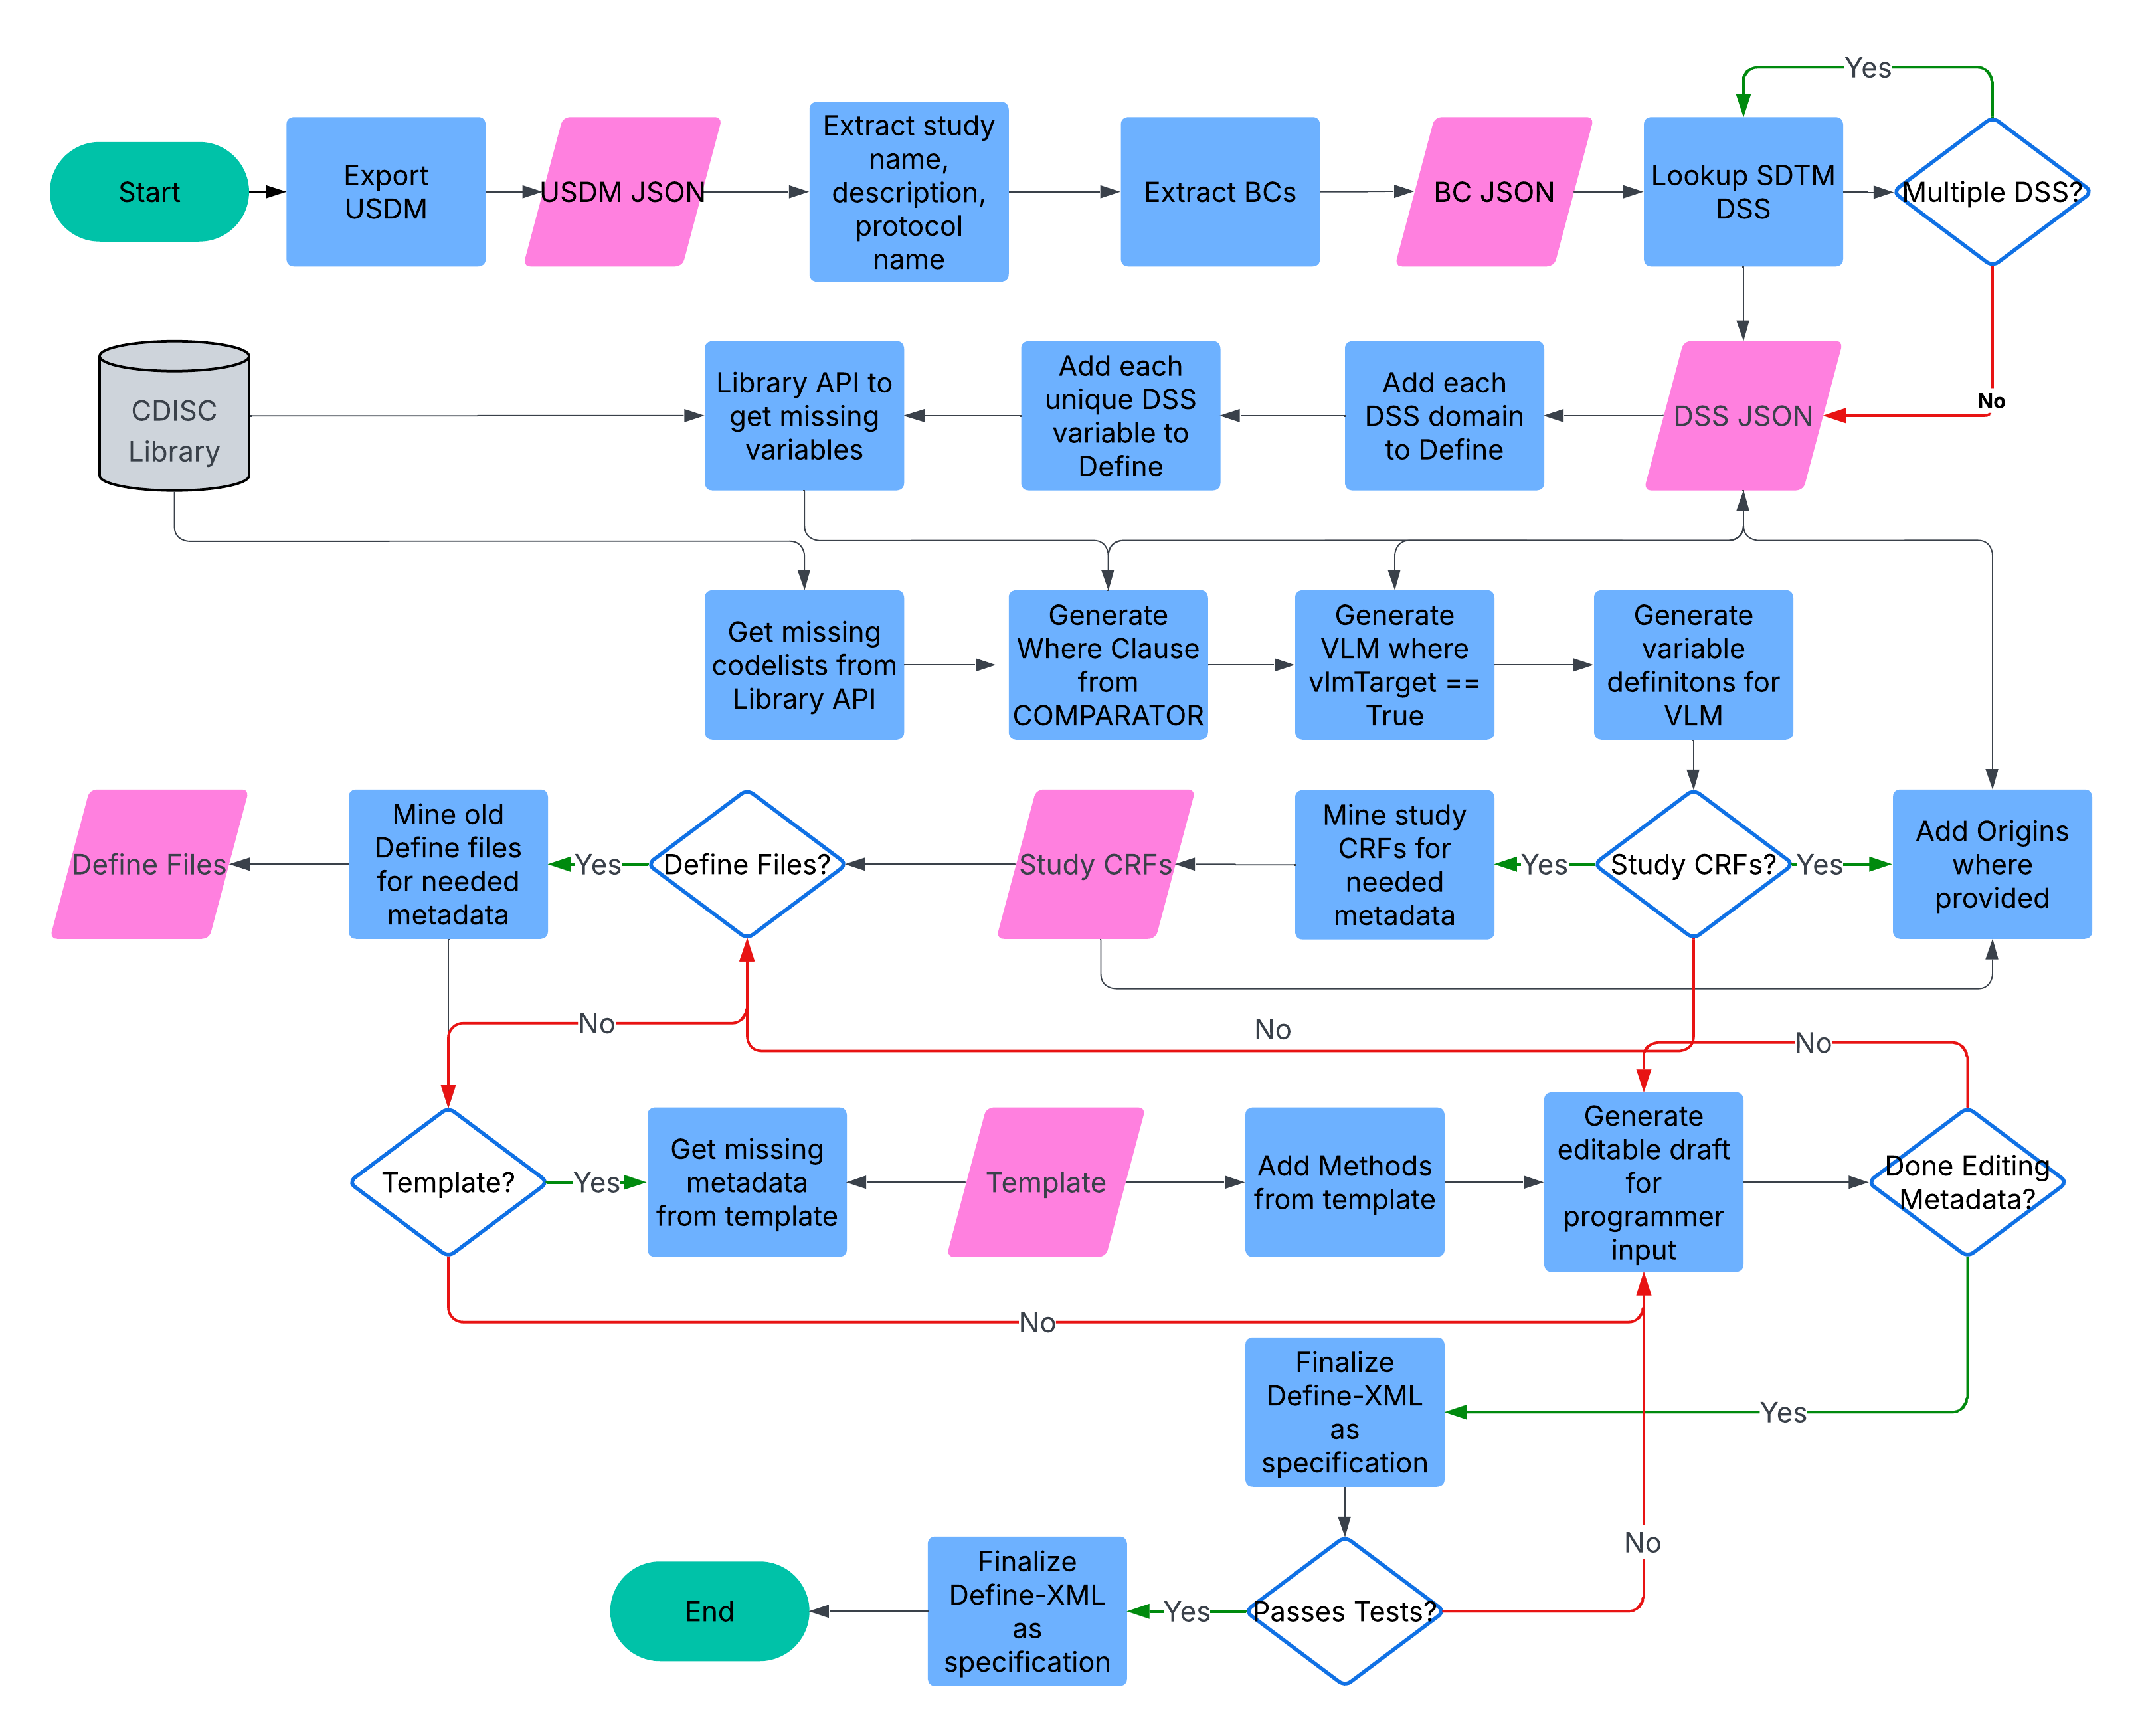 Yes
Start
Export
USDM
USDM JSON
Extract study
name,
description,
protocol
name
Extract BCs
BC JSON
Lookup SDTM
DSS
Multiple DSS?
No
CDISC
Library
Library API to
get missing
variables
Add each
unique DSS
variable to
Define
Add each
DSS domain
to Define
DSS JSON
Get missing
codelists from
Library API
Generate
Where Clause
from
COMPARATOR
Generate
VLM where
vlmTarget ==
True
Generate
variable
definitons for
VLM
Define Files
Mine old
Define files
for needed
metadata
Yes
Define Files?
Study CRFs
Mine study
CRFs for
needed
metadata
Yes
Study CRFs?
Yes
Add Origins
where
provided
No
No
No
Template?
Yes
Get missing
metadata
from template
Template
Add Methods
from template
Generate
editable draft
for
programmer
input
Done Editing
Metadata?
No
Finalize
Define-XML
as
specification
Yes
No
End
Finalize
Define-XML
as
specification
Yes
Passes Tests?